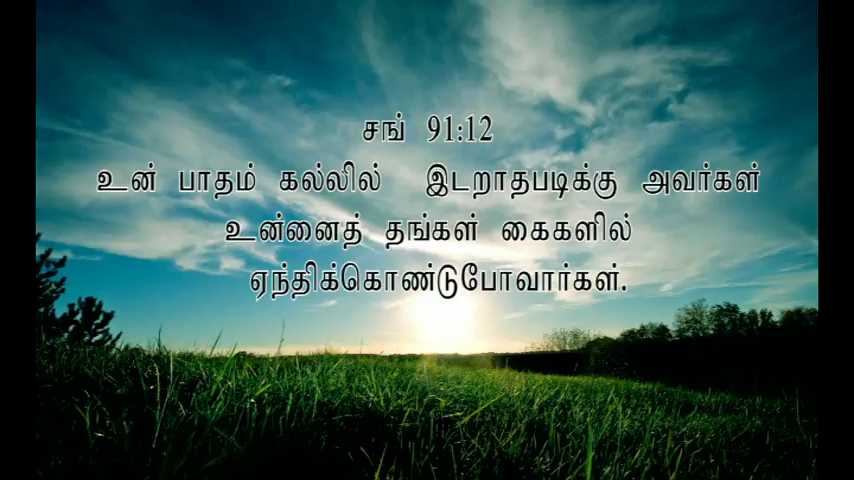 சங் 91:12
உன் பாதம் கல்லில் இடறாதபடிக்கு அவர்கள்
உன்னைத் தங்கள் கைகளில்
ஏந்திக்கொண்டுபோவார்கள்.